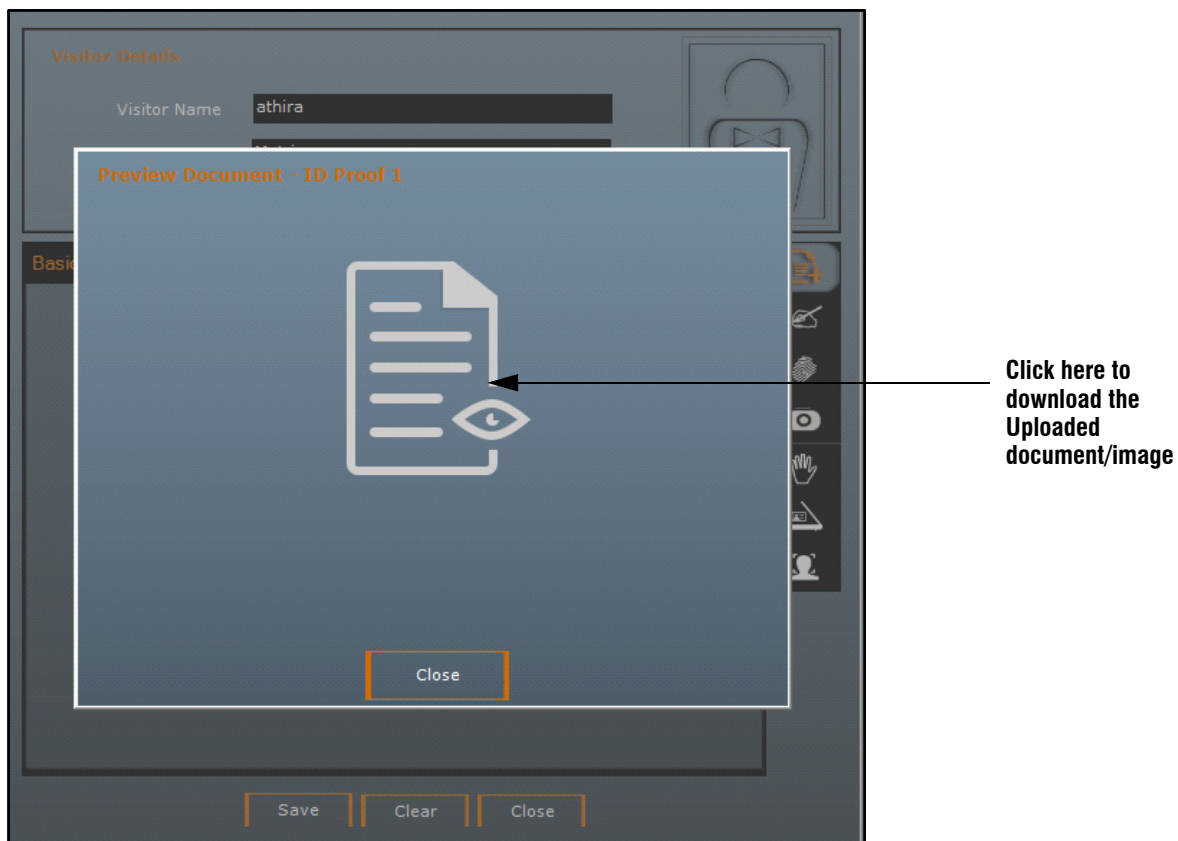 Visitor Details
Visitor Name
athira
Preview Document - ID Proof 1
Close
Save
Clear
Close
Click here to
download the
Uploaded
document/image